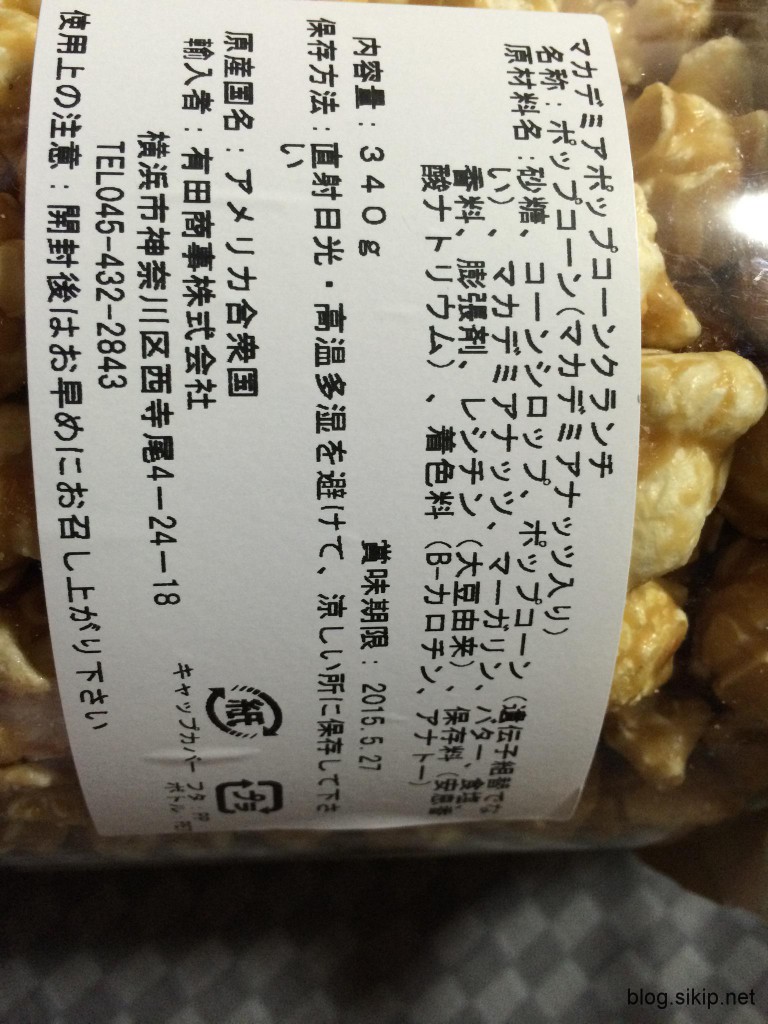 マカデミアポップコーンクランチ
名称：ポップコーン(マカデミアナッツ入り)
原材料名：砂糖、コーンシロップ、ポップコーン（遺伝子組替でな
い）、マカデミアナッツ、マーガリン、バター、食塩、
香料、膨張剤、レシチン（大豆由来）、保存料（安息香
酸ナトリウム）、着色料（B-カロチン、アナトー）
内容量：３４０ｇ 賞味期限：2015.5.27
保存方法：直射日光・高温多湿を避けて、涼しい所に保存して下さ
い
原産国名：アメリカ合衆国
輸入者：有田商事株式会社
横浜市神奈川区西寺尾4－24－18
TEL045-432-2843
使用上の注意：開封後はお早めにお召し上がり下さい
紙
プラ
キャップカバー フタ：PP
ボトル：
blog.sikip.net